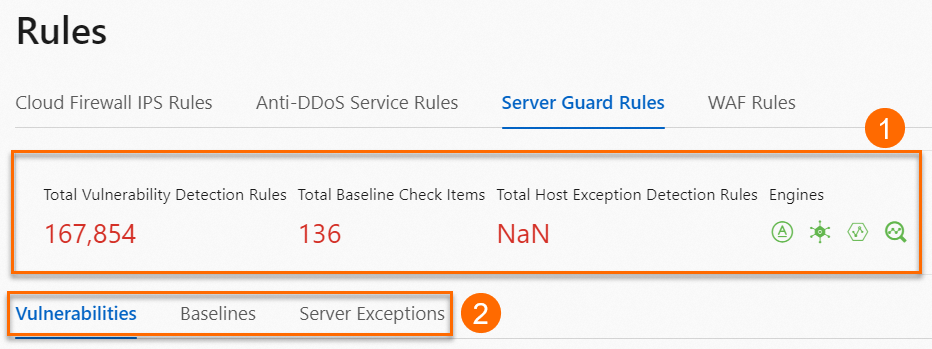 Rules
Cloud Firewall IPS Rules Anti-DDoS Service Rules Server Guard Rules WAF Rules
1
Total Vulnerability Detection Rules Total Baseline Check Items Total Host Exception Detection Rules Engines
167,854 136 NaN
Vulnerabilities Baselines Server Exceptions 2